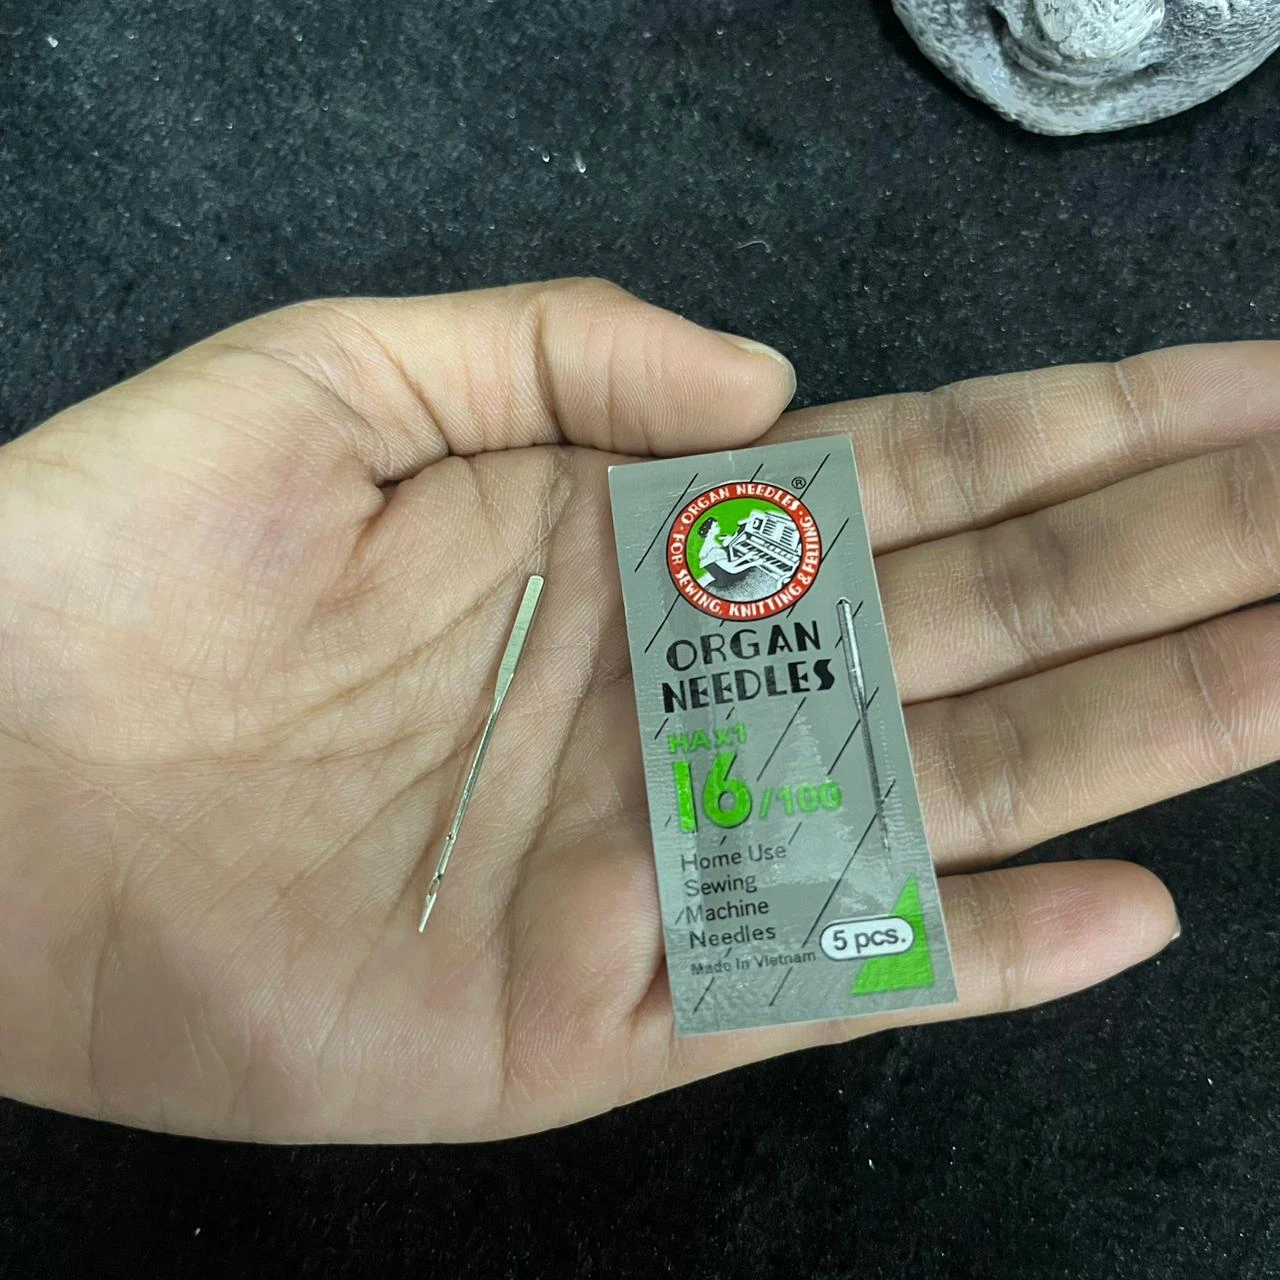 ORGAN NEEDLES · FOR SEWING, KNITTING & FELTING ·
®
ORGAN
NEEDLES
HAx1
16/100
Home Use
Sewing
Machine
Needles
5 pcs.
Made In Vietnam